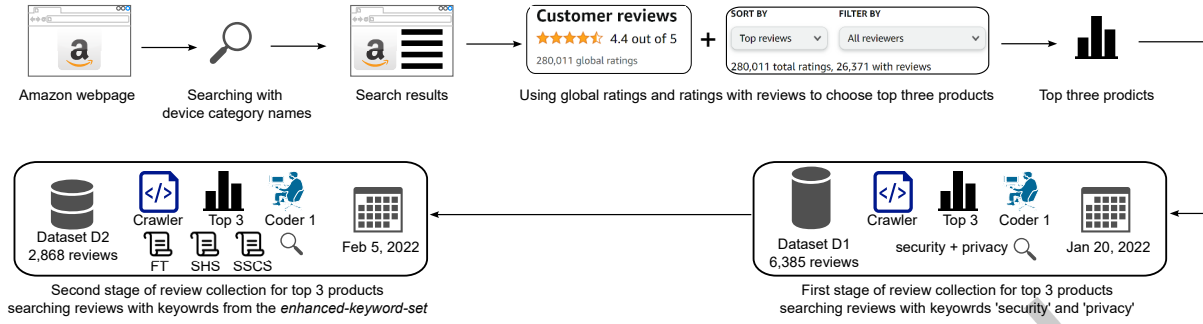 a
a
Customer reviews
4.4 out of 5
280,011 global ratings
+
SORT BY
FILTER BY
Top reviews
All reviewers
280,011 total ratings, 26,371 with reviews
Amazon webpage
Searching with
device category names
Search results
Using global ratings and ratings with reviews to choose top three products
Top three prodicts
</>
Crawler
Top 3
Coder 1
Dataset D2
2,868 reviews
FT
SHS
SSCS
Feb 5, 2022
Second stage of review collection for top 3 products
searching reviews with keyowrds from the enhanced-keyword-set
</>
Crawler
Top 3
Coder 1
Dataset D1
6,385 reviews
security + privacy
Jan 20, 2022
First stage of review collection for top 3 products
searching reviews with keyowrds 'security' and 'privacy'